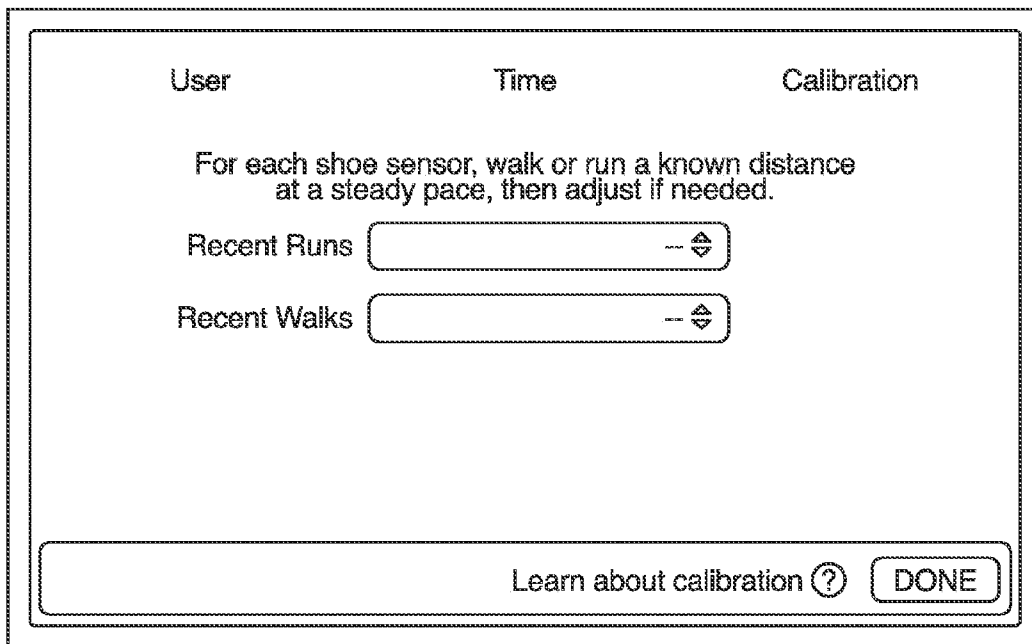 User Time Calibration
For each shoe sensor, walk or run a known distance
at a steady pace, then adjust if needed.
Recent Runs --
Recent Walks --
Learn about calibration ? DONE